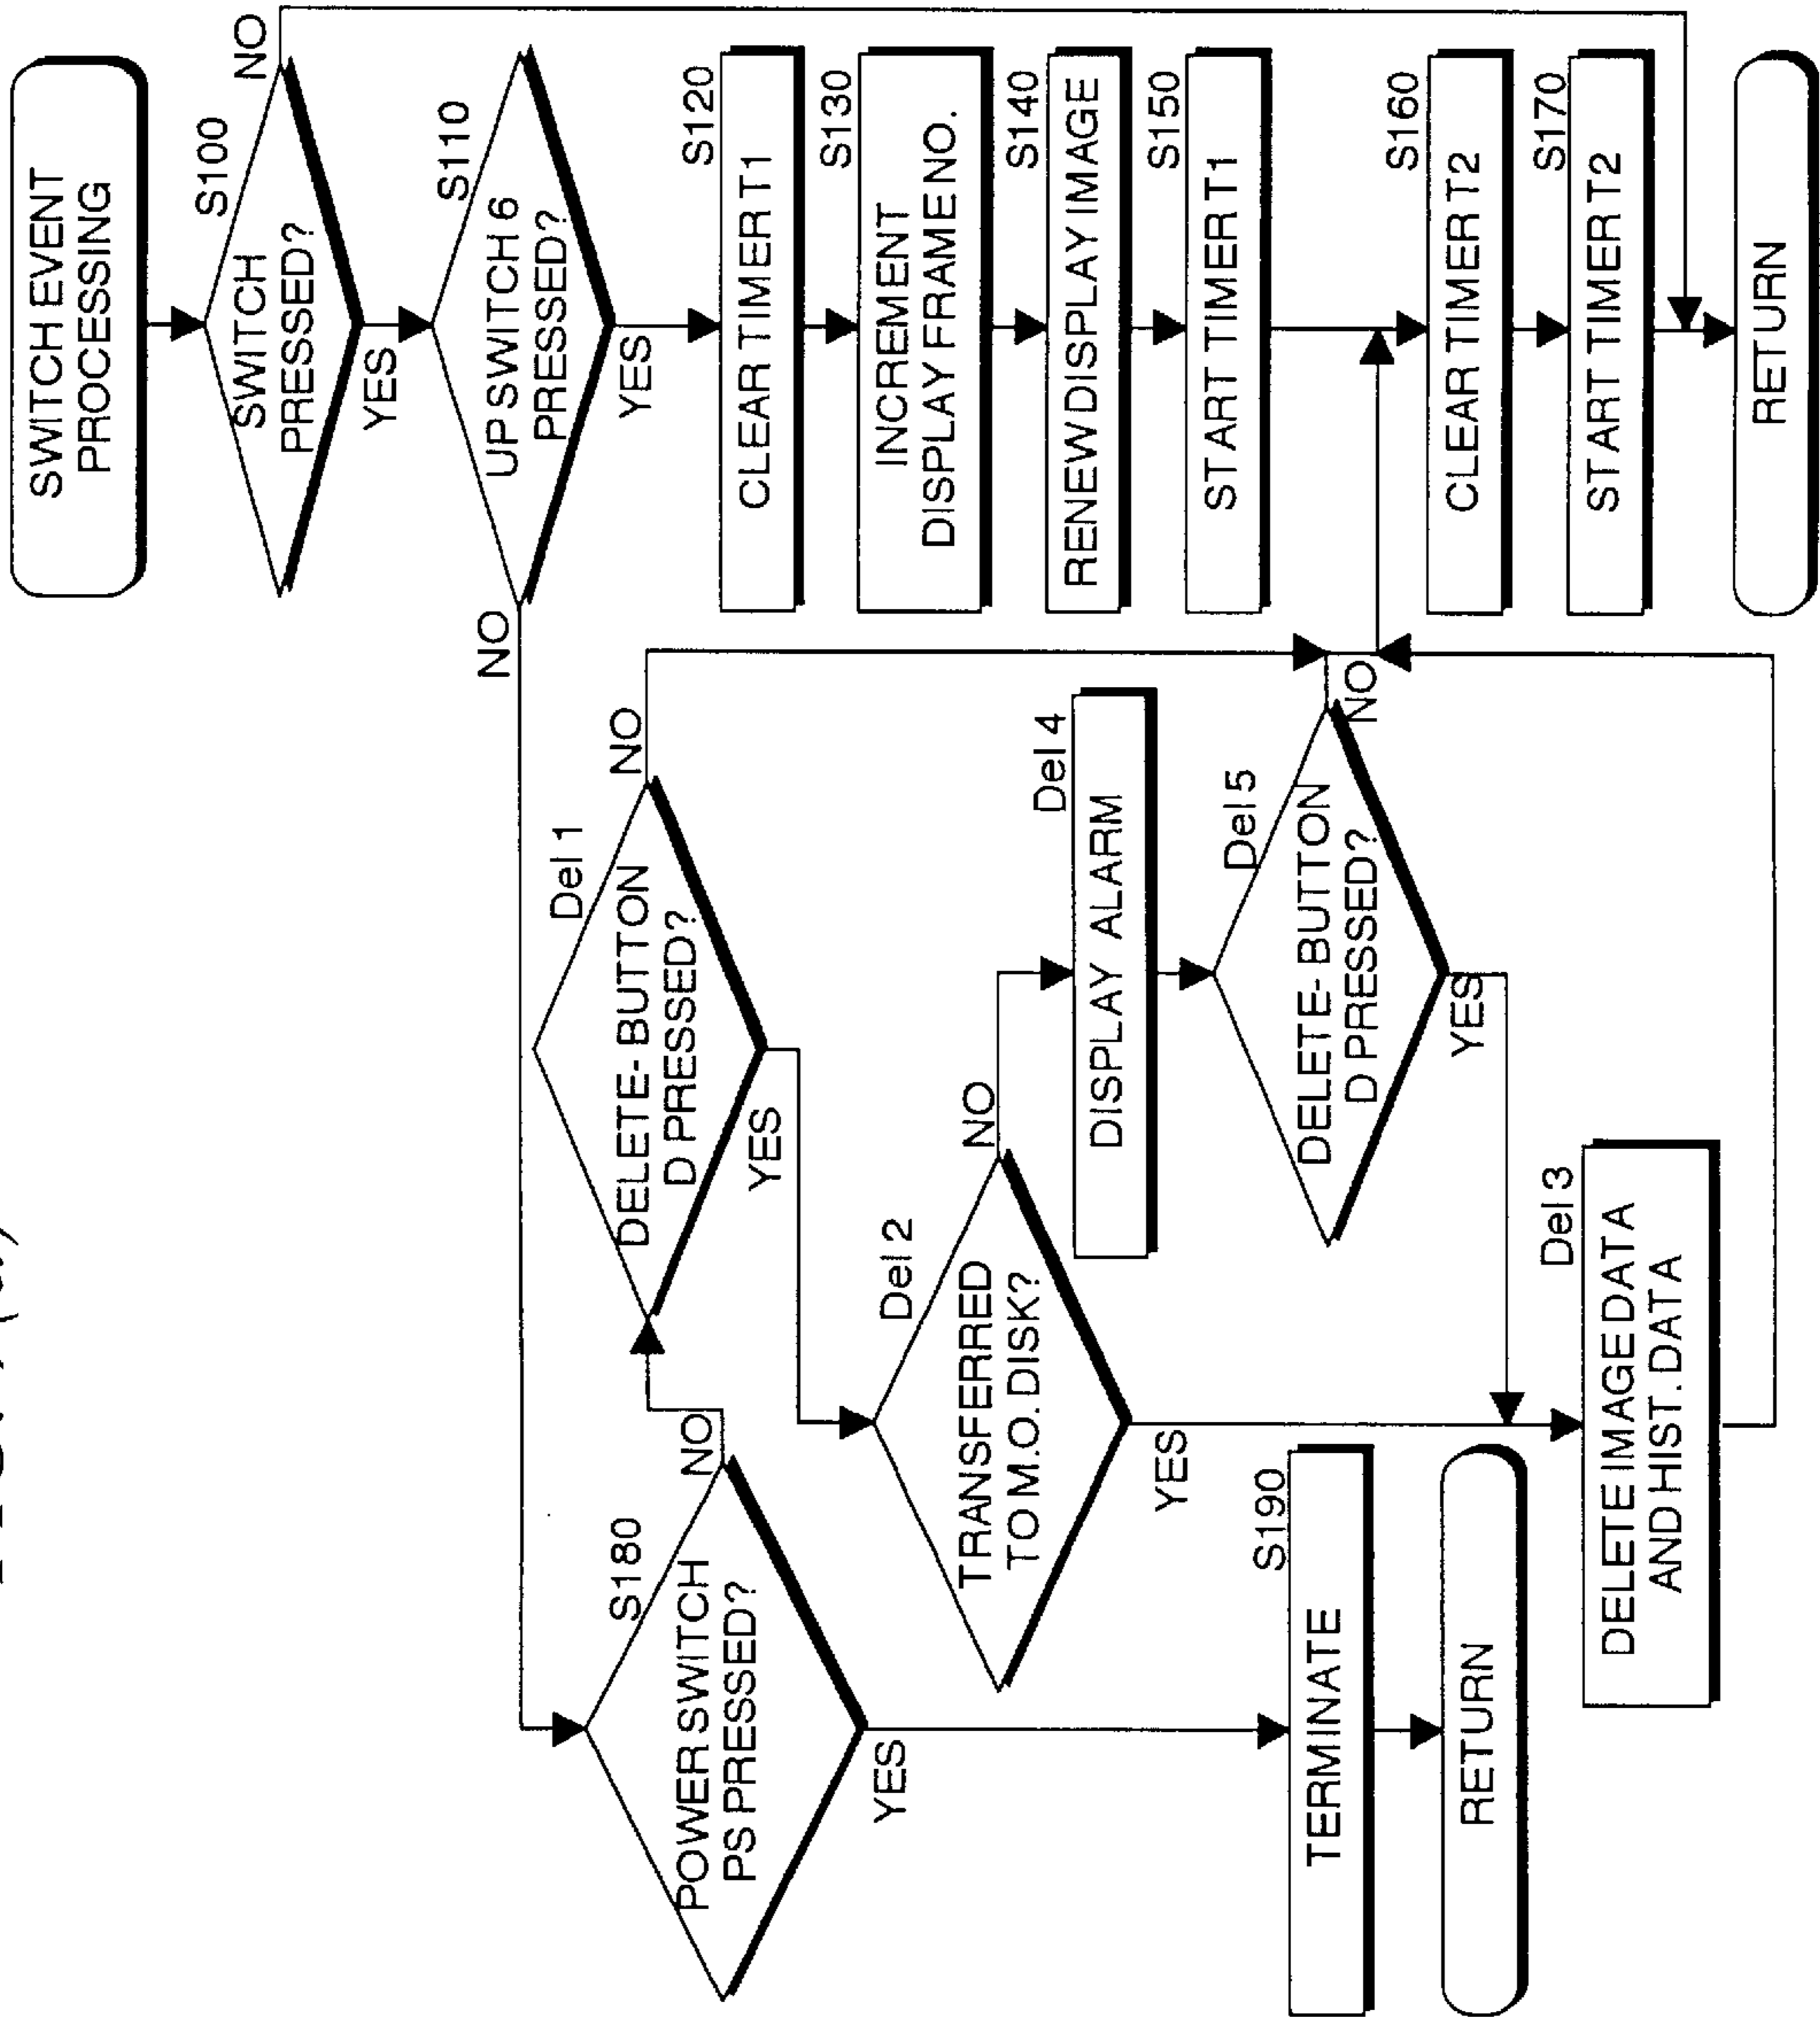 SWITCH EVENT
PROCESSING
S100
SWITCH
PRESSED?
NO
YES
S110
UP SWITCH 6
PRESSED?
NO
YES
S120
CLEAR TIMER T1
S130
INCREMENT
DISPLAY FRAME NO.
S140
RENEW DISPLAY IMAGE
S150
START TIMER T1
S160
CLEAR TIMER T2
S170
START TIMER T2
RETURN
S180
POWER SWITCH
PS PRESSED?
NO
YES
S190
TERMINATE
RETURN
Del 1
DELETE-BUTTON
D PRESSED?
NO
YES
Del 2
TRANSFERRED
TO M.O. DISK?
NO
YES
Del 4
DISPLAY ALARM
Del 5
DELETE-BUTTON
D PRESSED?
NO
YES
Del 3
DELETE IMAGE DATA
AND HIST. DATA